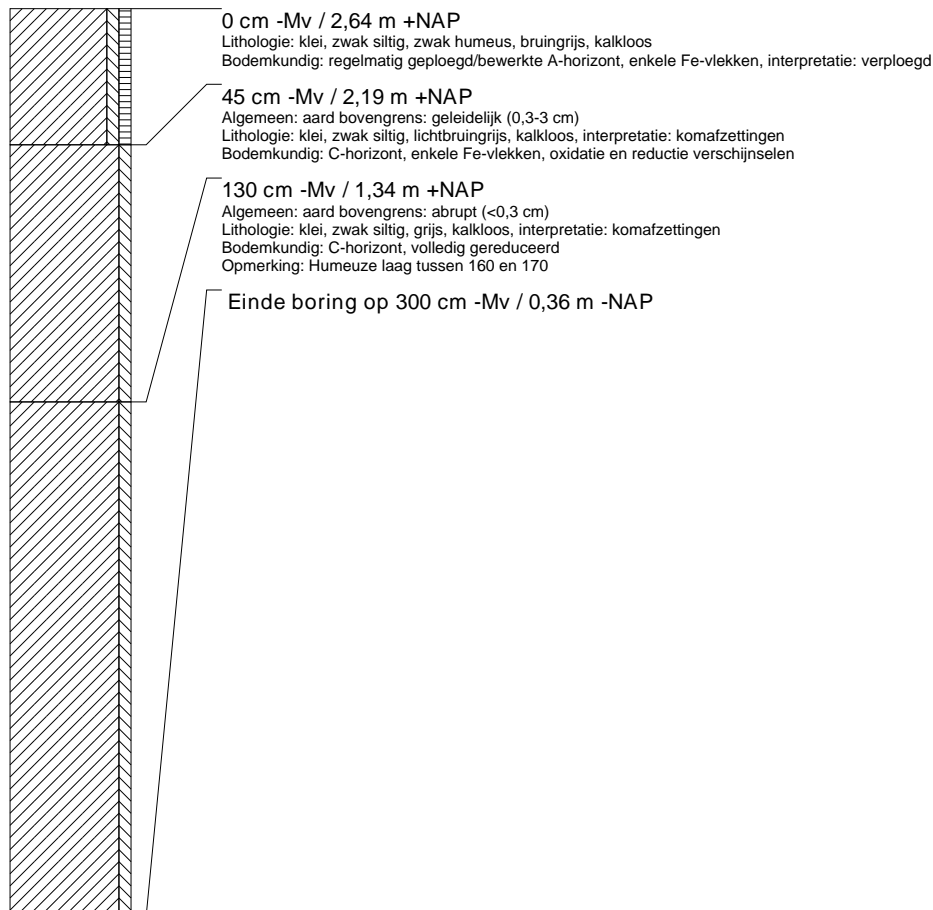 0 cm -Mv / 2,64 m +NAP
Lithologie: klei, zwak siltig, zwak humeus, bruingrijs, kalkloos
Bodemkundig: regelmatig geploegd/bewerkte A-horizont, enkele Fe-vlekken, interpretatie: verploegd
45 cm -Mv / 2,19 m +NAP
Algemeen: aard bovengrens: geleidelijk (0,3-3 cm)
Lithologie: klei, zwak siltig, lichtbruingrijs, kalkloos, interpretatie: komafzettingen
Bodemkundig: C-horizont, enkele Fe-vlekken, oxidatie en reductie verschijnselen
130 cm -Mv / 1,34 m +NAP
Algemeen: aard bovengrens: abrupt (<0,3 cm)
Lithologie: klei, zwak siltig, grijs, kalkloos, interpretatie: komafzettingen
Bodemkundig: C-horizont, volledig gereduceerd
Opmerking: Humeuze laag tussen 160 en 170
Einde boring op 300 cm -Mv / 0,36 m -NAP